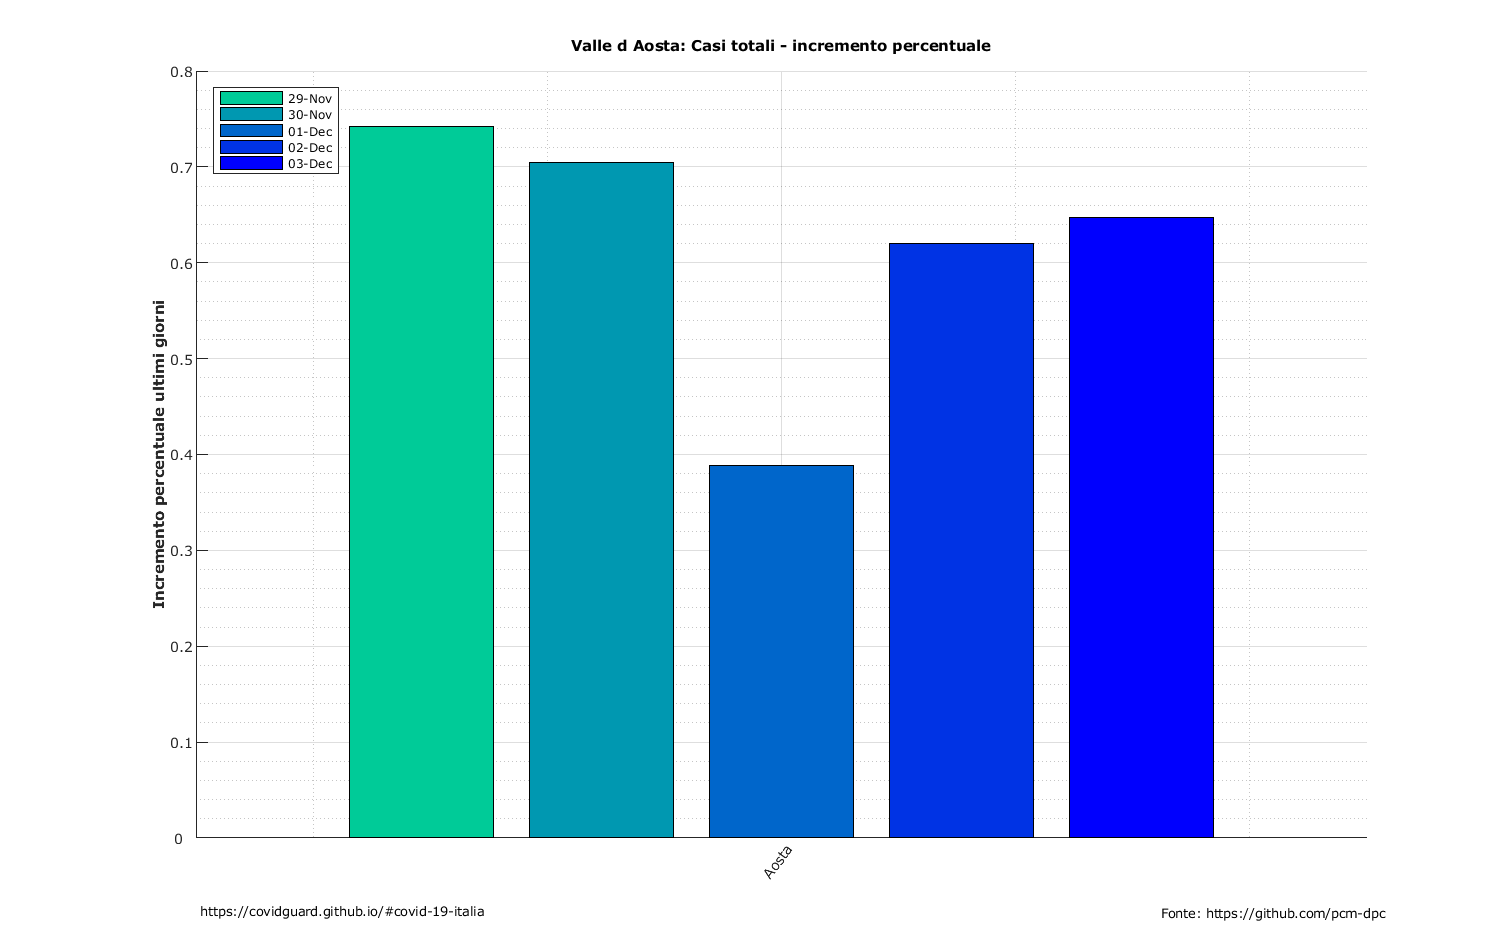 Valle d Aosta: Casi totali - incremento percentuale
0.8
0.7
0.6
0.5
0.4
0.3
0.2
0.1
0
Incremento percentuale ultimi giorni
29-Nov
30-Nov
01-Dec
02-Dec
03-Dec
Aosta
https://covidguard.github.io/#covid-19-italia
Fonte: https://github.com/pcm-dpc